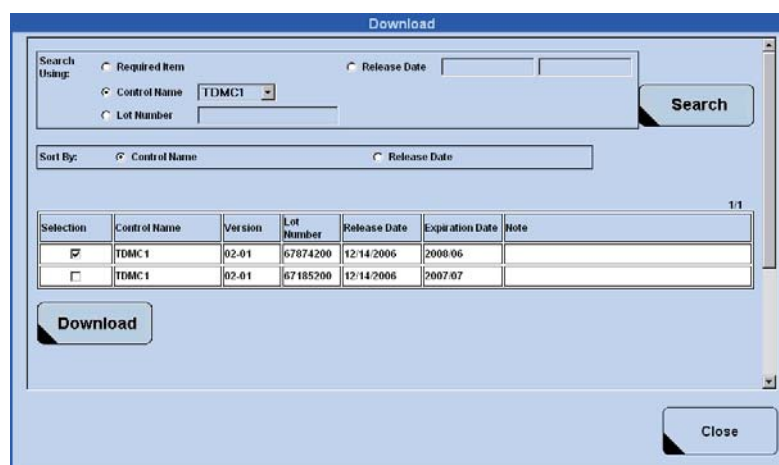 Download
Search Using:
Required Item
Release Date
Control Name TDMC1
Lot Number
Search
Sort By: Control Name Release Date
1/1
Selection Control Name Version Lot Number Release Date Expiration Date Note
TDMC1 02-01 67874200 12/14/2006 2008/06
TDMC1 02-01 67185200 12/14/2006 2007/07
Download
Close